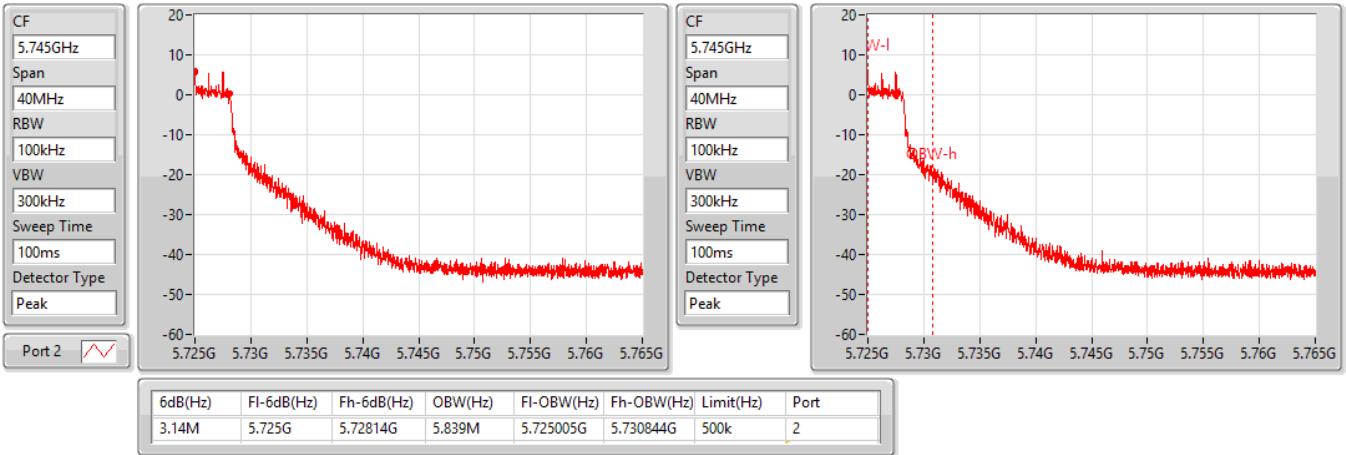 CF
5.745GHz
Span
40MHz
RBW
100kHz
VBW
300kHz
Sweep Time
100ms
Detector Type
Peak
Port 2
20
10
0
-10
-20
-30
-40
-50
-60
5.725G 5.73G 5.735G 5.74G 5.745G 5.75G 5.755G 5.76G 5.765G
CF
5.745GHz
Span
40MHz
RBW
100kHz
VBW
300kHz
Sweep Time
100ms
Detector Type
Peak
20
10
0
-10
-20
-30
-40
-50
-60
W-l
OBW-h
5.725G 5.73G 5.735G 5.74G 5.745G 5.75G 5.755G 5.76G 5.765G
6dB(Hz) Fl-6dB(Hz) Fh-6dB(Hz) OBW(Hz) Fl-OBW(Hz) Fh-OBW(Hz) Limit(Hz) Port
3.14M 5.725G 5.72814G 5.839M 5.725005G 5.730844G 500k 2